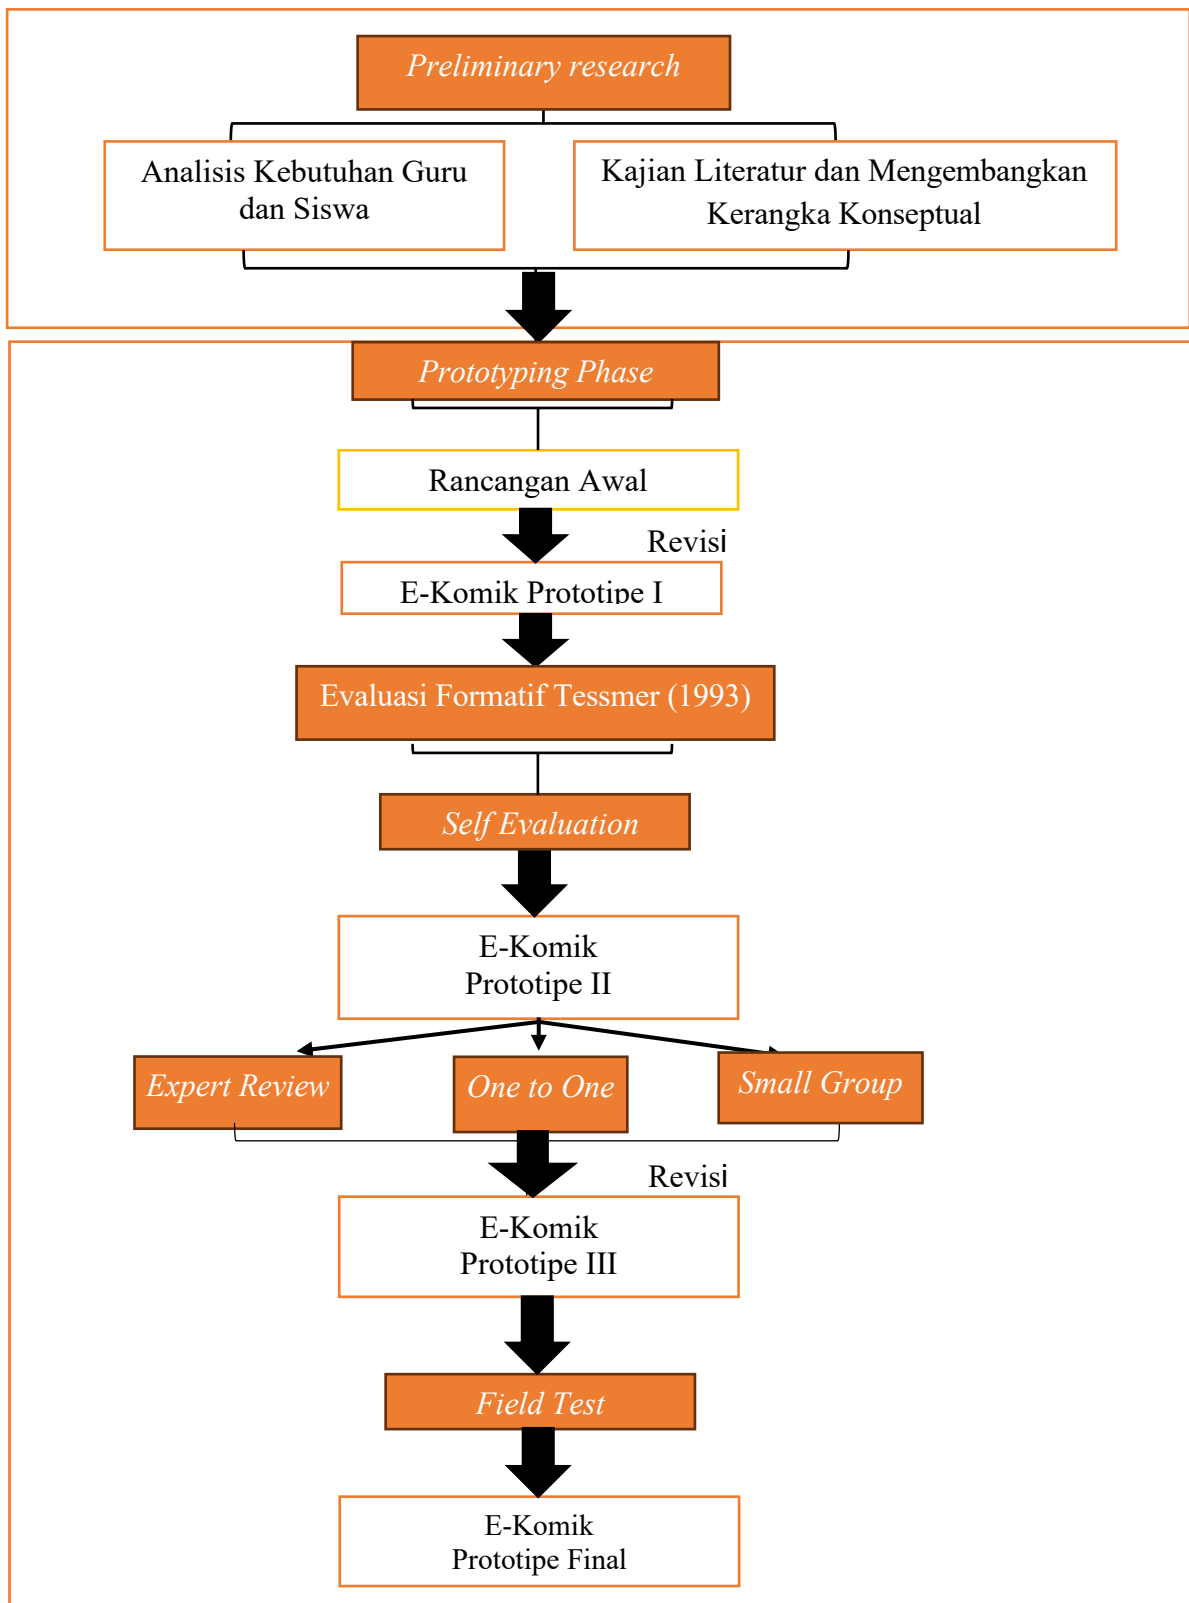 Preliminary research
Analisis Kebutuhan Guru
dan Siswa
Kajian Literatur dan Mengembangkan
Kerangka Konseptual
Prototyping Phase
Rancangan Awal
Revisi
E-Komik Prototipe I
Evaluasi Formatif Tessmer (1993)
Self Evaluation
E-Komik
Prototipe II
Expert Review
One to One
Small Group
Revisi
E-Komik
Prototipe III
Field Test
E-Komik
Prototipe Final